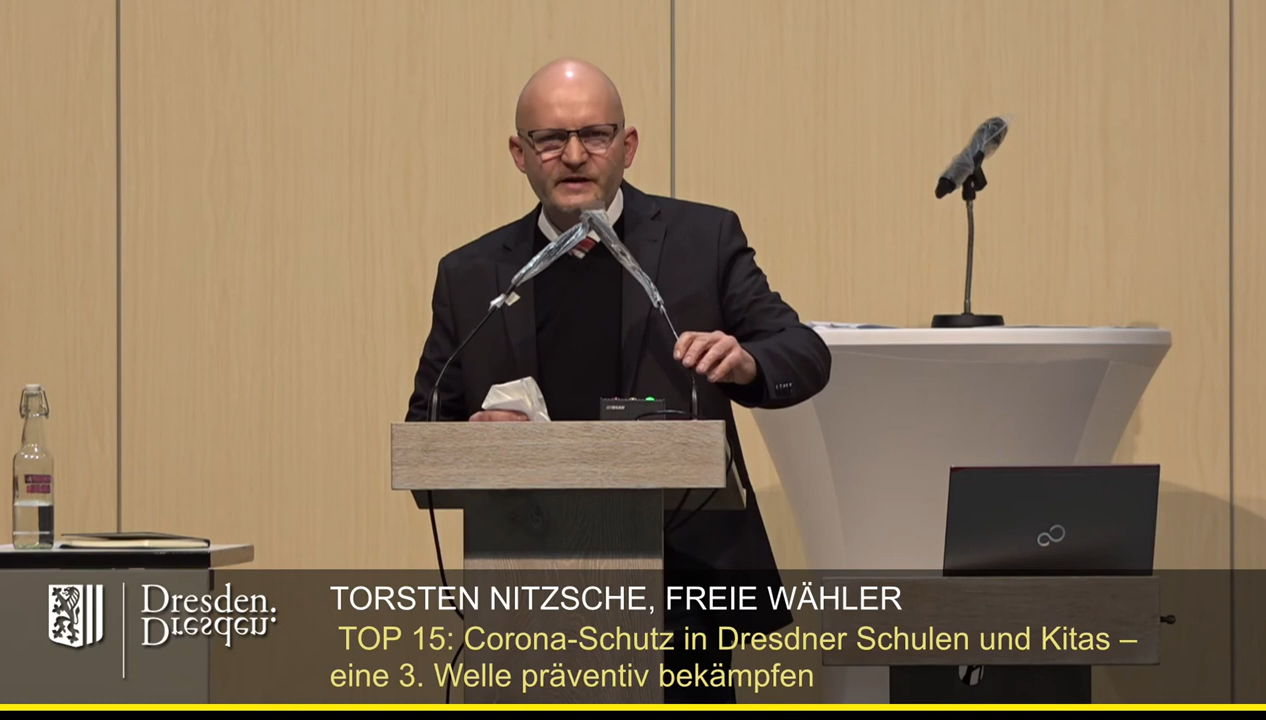 Dresden.
TORSTEN NITZSCHE, FREIE WÄHLER
TOP 15: Corona-Schutz in Dresdner Schulen und Kitas –
eine 3. Welle präventiv bekämpfen